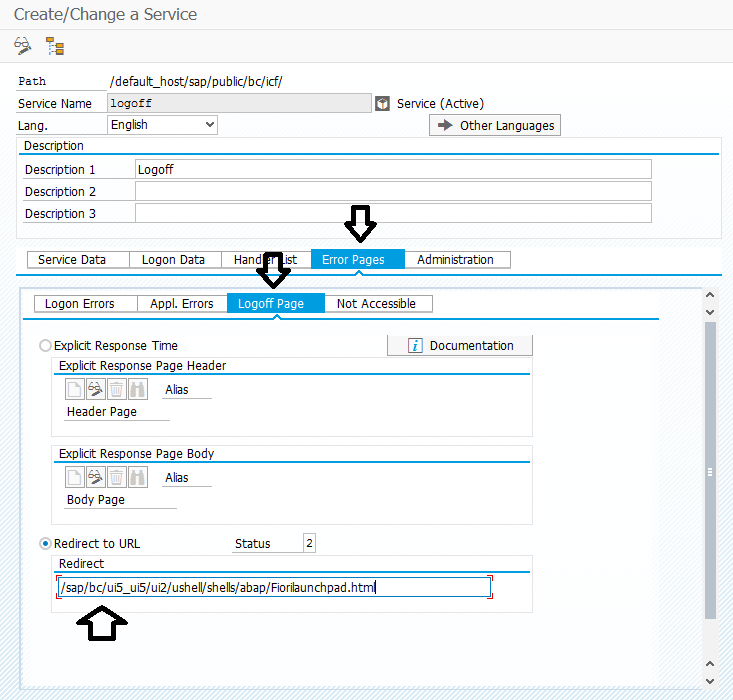 Create/Change a Service
Path /default_host/sap/public/bc/icf/
Service Name logoff Service (Active)
Lang. English Other Languages
Description
Description 1 Logoff
Description 2
Description 3
Service Data Logon Data Handler List Error Pages Administration
Logon Errors Appl. Errors Logoff Page Not Accessible
Explicit Response Time Documentation
Explicit Response Page Header
Alias
Header Page
Explicit Response Page Body
Alias
Body Page
Redirect to URL Status 2
Redirect
/sap/bc/ui5_ui5/ui2/ushell/shells/abap/Fiorilaunchpad.html